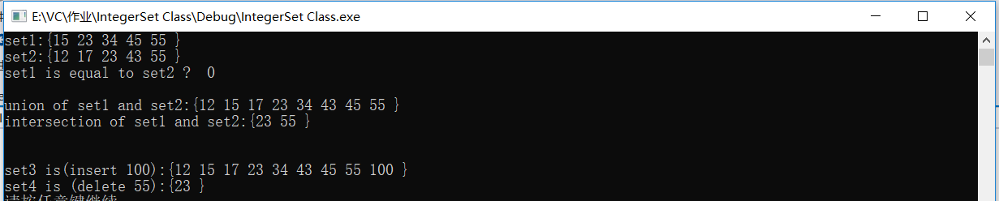 E:\VC\作业\IntegerSet Class\Debug\IntegerSet Class.exe
set1:{15 23 34 45 55 }
set2:{12 17 23 43 55 }
set1 is equal to set2 ?  0
union of set1 and set2:{12 15 17 23 34 43 45 55 }
intersection of set1 and set2:{23 55 }
set3 is(insert 100):{12 15 17 23 34 43 45 55 100 }
set4 is (delete 55):{23 }
请按任意键继续